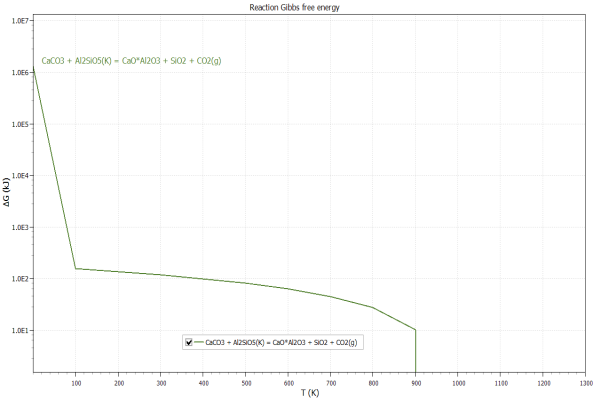 Reaction Gibbs free energy
1.0E7
CaCO3 + Al2SiO5(K) = CaO*Al2O3 + SiO2 + CO2(g)
1.0E6
1.0E5
1.0E4
ΔG (kJ)
1.0E3
1.0E2
1.0E1
CaCO3 + Al2SiO5(K) = CaO*Al2O3 + SiO2 + CO2(g)
100 200 300 400 500 600 700 800 900 1000 1100 1200 1300
T (K)